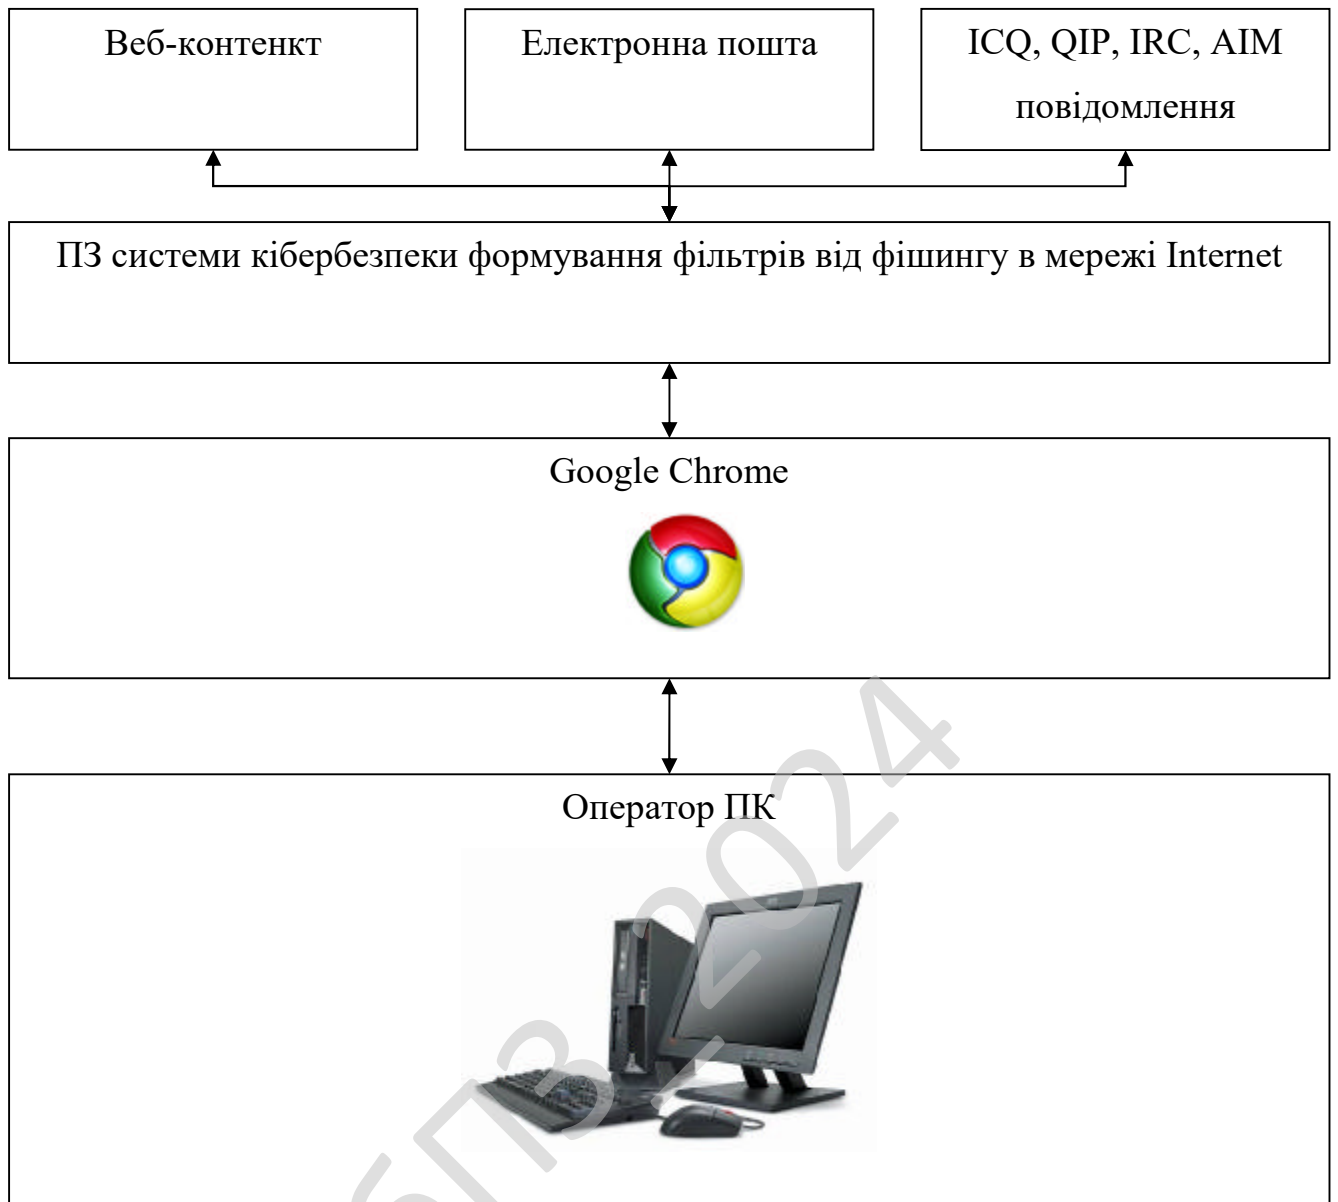 Веб-контенкт
Електронна пошта
ICQ, QIP, IRC, AIM
повідомлення
ПЗ системи кібербезпеки формування фільтрів від фішингу в мережі Internet
Google Chrome
Оператор ПК